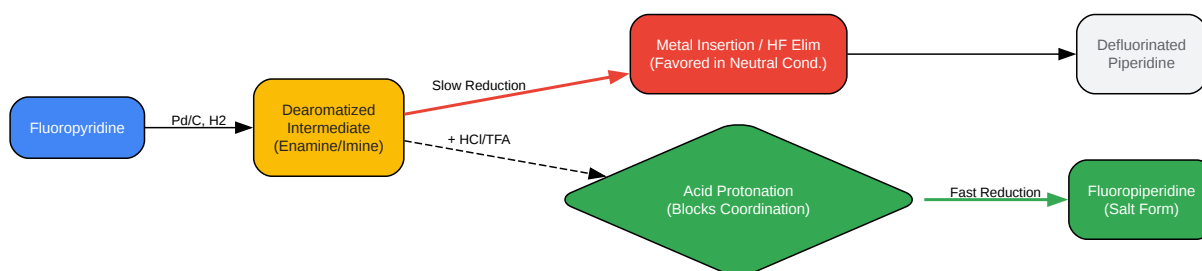 Fluoropyridine
Pd/C, H2
Dearomatized
Intermediate
(Enamine/Imine)
Slow Reduction
Metal Insertion / HF Elim
(Favored in Neutral Cond.)
Defluorinated
Piperidine
+ HCl/TFA
Acid Protonation
(Blocks Coordination)
Fast Reduction
Fluoropiperidine
(Salt Form)